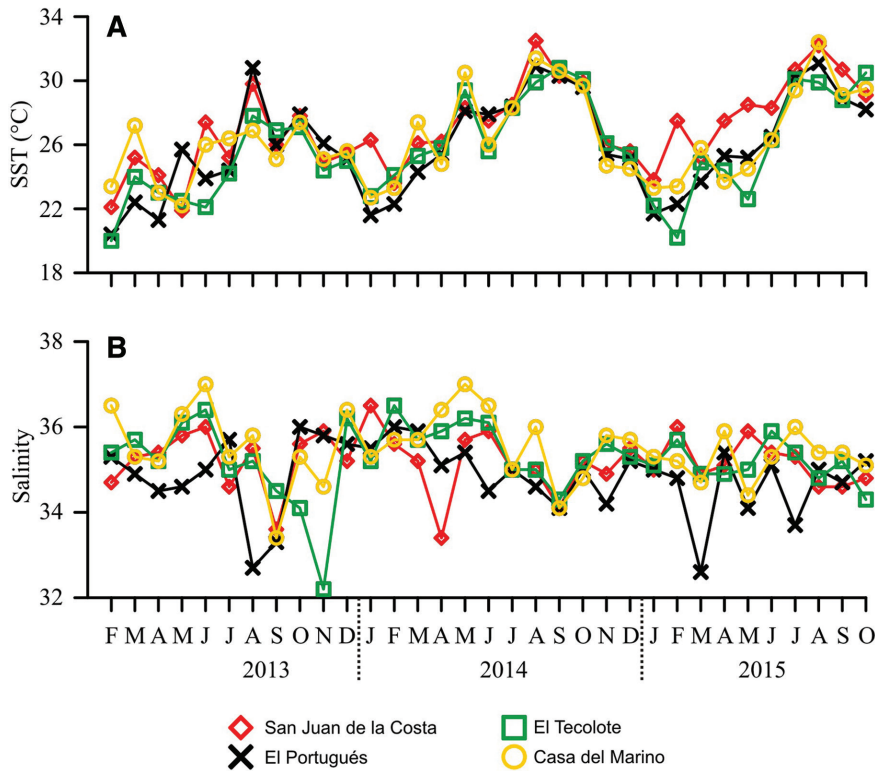 A
34
30
26
22
18
SST (°C)
B
38
36
34
32
Salinity
F M A M J J A S O N D J F M A M J J A S O N D J F M A M J J A S O
2013 2014 2015
San Juan de la Costa El Tecolote
El Portugués Casa del Marino